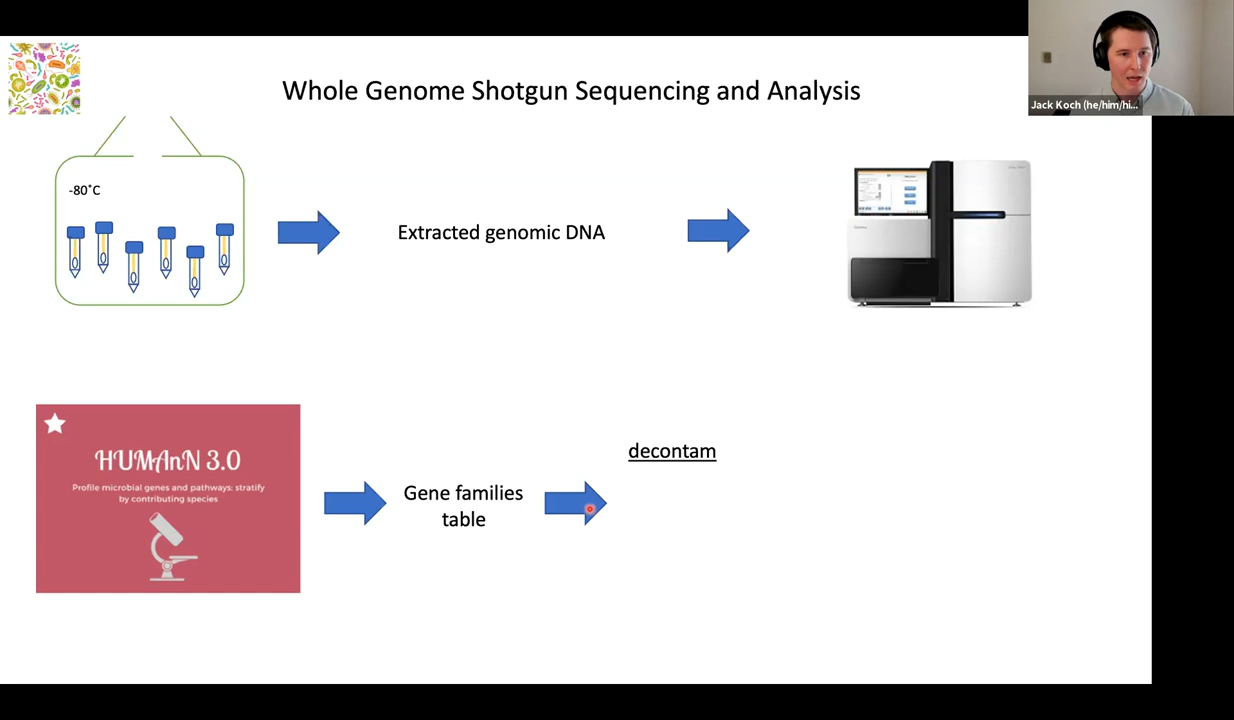 Whole Genome Shotgun Sequencing and Analysis
Jack Koch (he/him/hi...
-80˚C
Extracted genomic DNA
HUMAnN 3.0
Profile microbial genes and pathways: stratify
by contributing species
Gene families
table
decontam